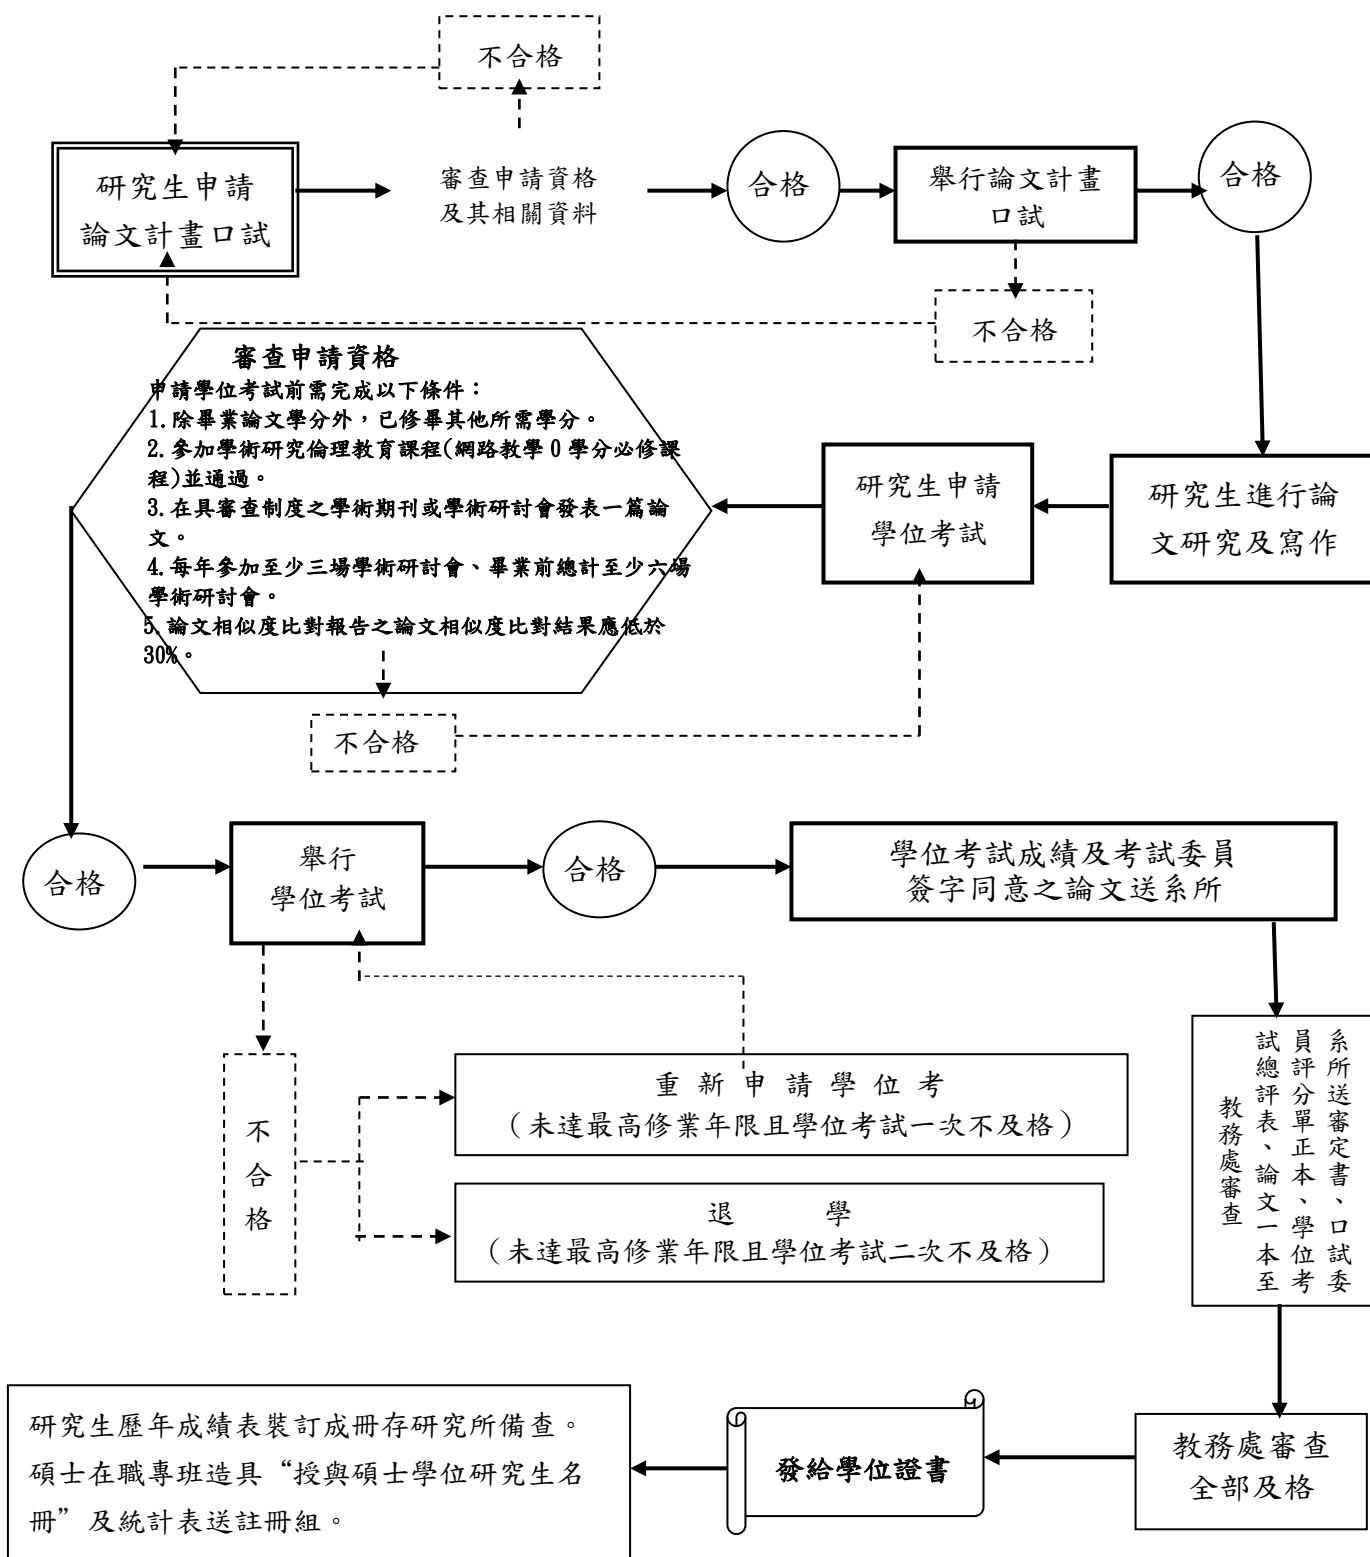 不合格
研究生申請
論文計畫口試
審查申請資格
及其相關資料
合格
舉行論文計畫
口試
合格
不合格
審查申請資格
申請學位考試前需完成以下條件：
1.除畢業論文學分外，已修畢其他所需學分。
2.參加學術研究倫理教育課程(網路教學 0 學分必修課
程)並通過。
3.在具審查制度之學術期刊或學術研討會發表一篇論
文。
4.每年參加至少三場學術研討會、畢業前總計至少六場
學術研討會。
5.論文相似度比對報告之論文相似度比對結果應低於
30%。
研究生申請
學位考試
研究生進行論
文研究及寫作
不合格
合格
舉行
學位考試
合格
學位考試成績及考試委員
簽字同意之論文送系所
不合格
重新申請學位考
（未達最高修業年限且學位考試一次不及格）
退 學
（未達最高修業年限且學位考試二次不及格）
系所送審定書、口試委
員評分單正本、學位考
試總評表、論文一本至
教務處審查
教務處審查
全部及格
發給學位證書
研究生歷年成績表裝訂成冊存研究所備查。
碩士在職專班造具“授與碩士學位研究生名
冊”及統計表送註冊組。